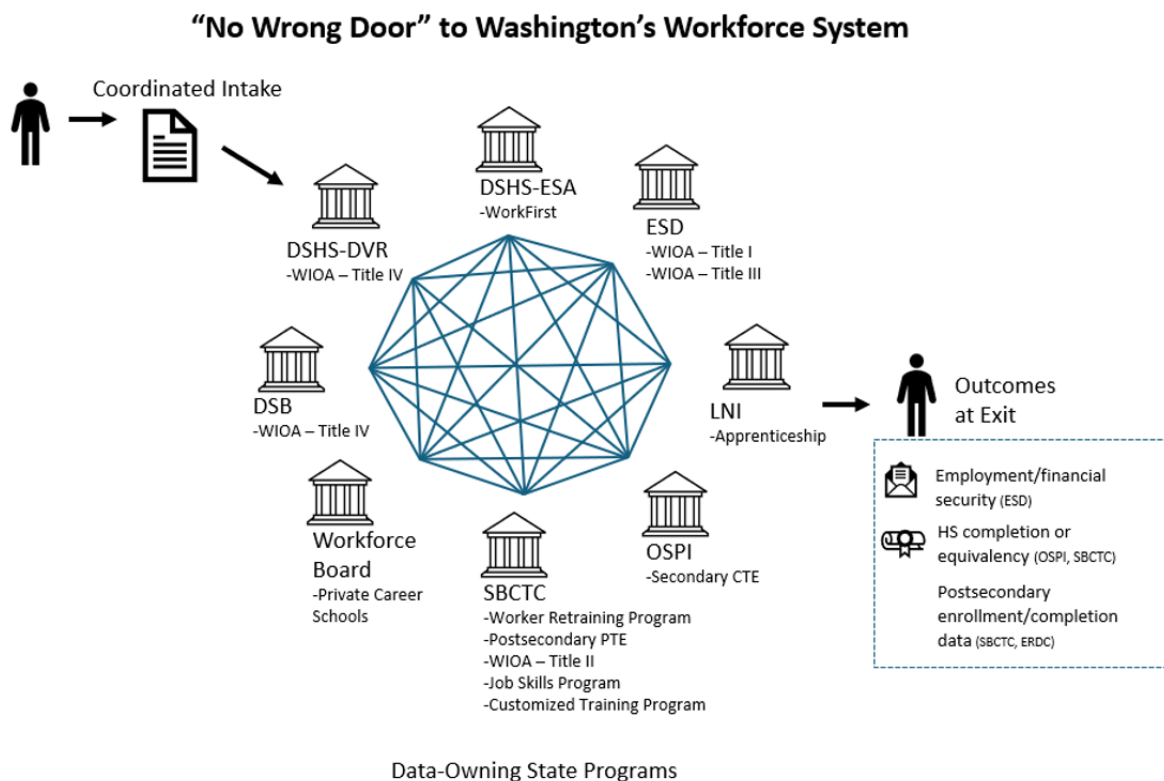 “No Wrong Door” to Washington’s Workforce System
Coordinated Intake
DSHS-ESA
-WorkFirst
ESD
-WIOA – Title I
-WIOA – Title III
DSHS-DVR
-WIOA – Title IV
DSB
-WIOA – Title IV
LNI
-Apprenticeship
Outcomes
at Exit
Employment/financial
security (ESD)
HS completion or
equivalency (OSPI, SBCTC)
Postsecondary
enrollment/completion
data (SBCTC, ERDC)
Workforce
Board
-Private Career
Schools
SBCTC
-Worker Retraining Program
-Postsecondary PTE
-WIOA – Title II
-Job Skills Program
-Customized Training Program
OSPI
-Secondary CTE
Data-Owning State Programs